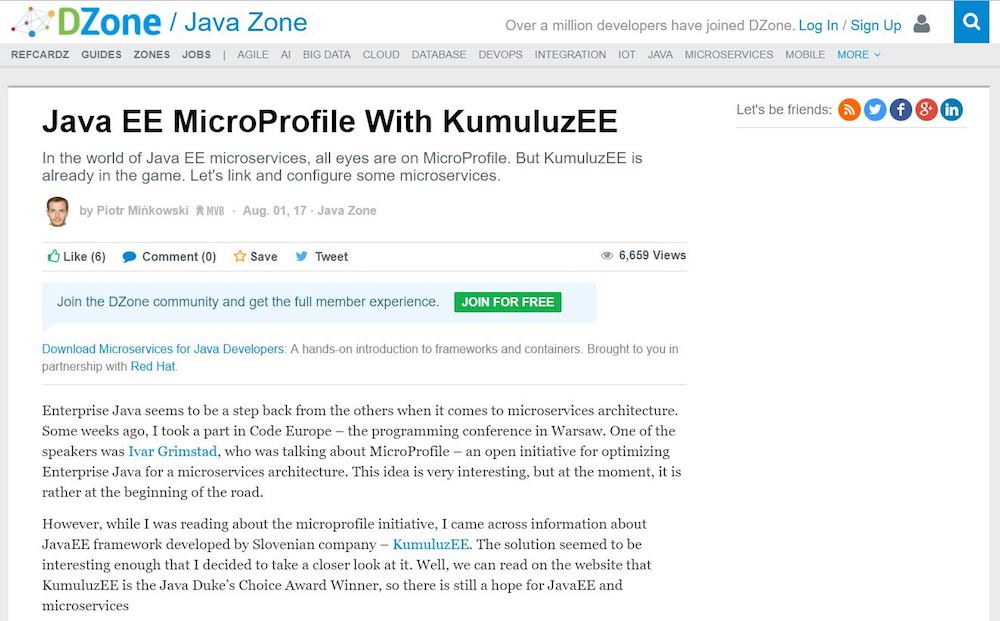 DZone / Java Zone
Over a million developers have joined DZone. Log In / Sign Up
REFCARDZ GUIDES ZONES JOBS | AGILE AI BIG DATA CLOUD DATABASE DEVOPS INTEGRATION IOT JAVA MICROSERVICES MOBILE MORE
Java EE MicroProfile With KumuluzEE
Let's be friends:
In the world of Java EE microservices, all eyes are on MicroProfile. But KumuluzEE is
already in the game. Let's link and configure some microservices.
by Piotr Mińkowski MVB · Aug. 01, 17 · Java Zone
Like (6) Comment (0) Save Tweet 6,659 Views
Join the DZone community and get the full member experience. JOIN FOR FREE
Download Microservices for Java Developers: A hands-on introduction to frameworks and containers. Brought to you in
partnership with Red Hat.
Enterprise Java seems to be a step back from the others when it comes to microservices architecture.
Some weeks ago, I took a part in Code Europe – the programming conference in Warsaw. One of the
speakers was Ivar Grimstad, who was talking about MicroProfile – an open initiative for optimizing
Enterprise Java for a microservices architecture. This idea is very interesting, but at the moment, it is
rather at the beginning of the road.
However, while I was reading about the microprofile initiative, I came across information about
JavaEE framework developed by Slovenian company – KumuluzEE. The solution seemed to be
interesting enough that I decided to take a closer look at it. Well, we can read on the website that
KumuluzEE is the Java Duke's Choice Award Winner, so there is still a hope for JavaEE and
microservices